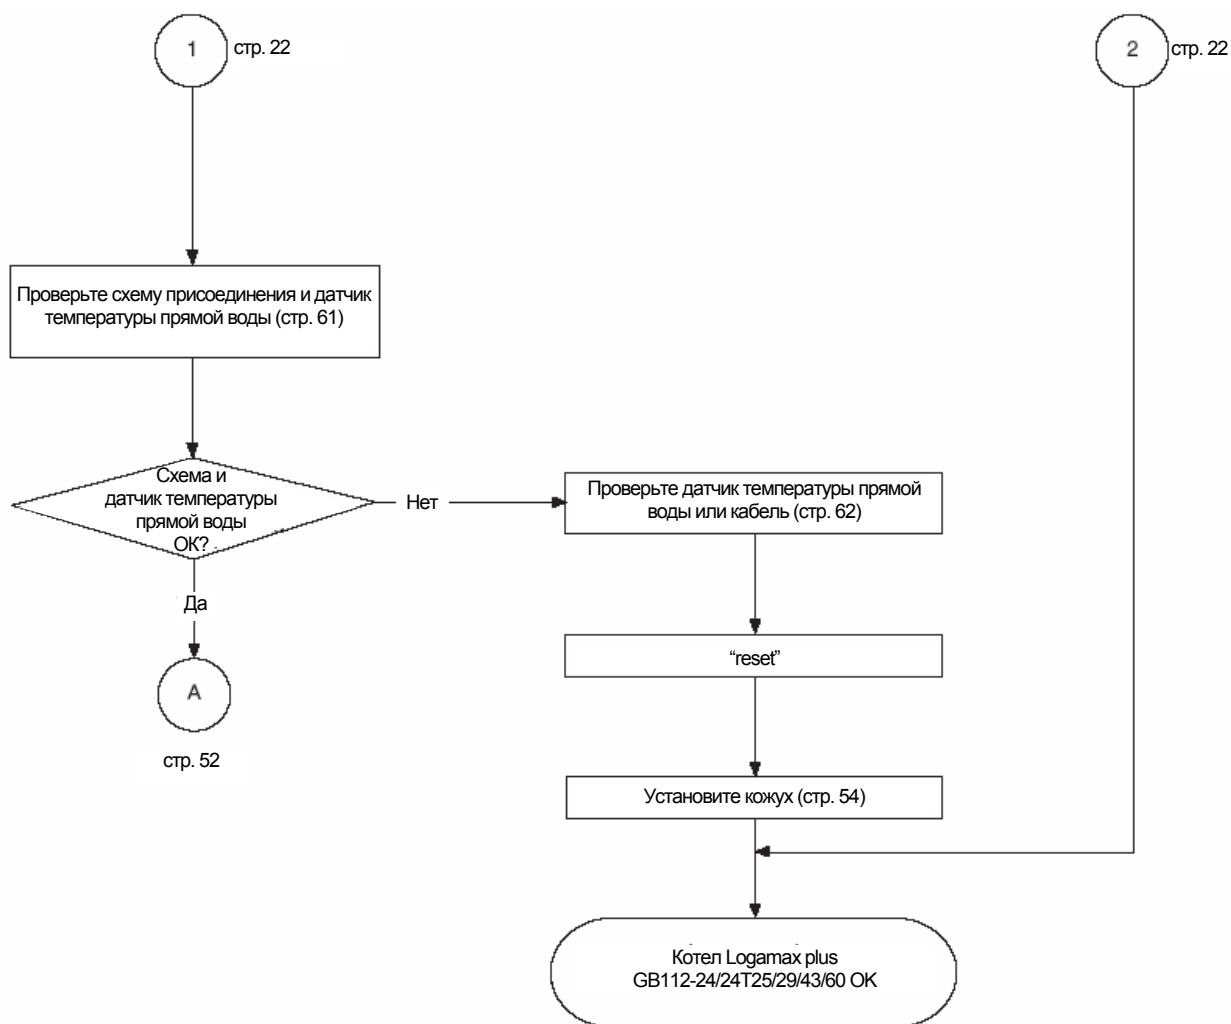 1
стр. 22
2
стр. 22
Проверьте схему присоединения и датчик
температуры прямой воды (стр. 61)
Схема и
датчик температуры
прямой воды
ОК?
Нет
Проверьте датчик температуры прямой
воды или кабель (стр. 62)
Да
“reset”
A
стр. 52
Установите кожух (стр. 54)
Котел Logamax plus
GB112-24/24T25/29/43/60 OK